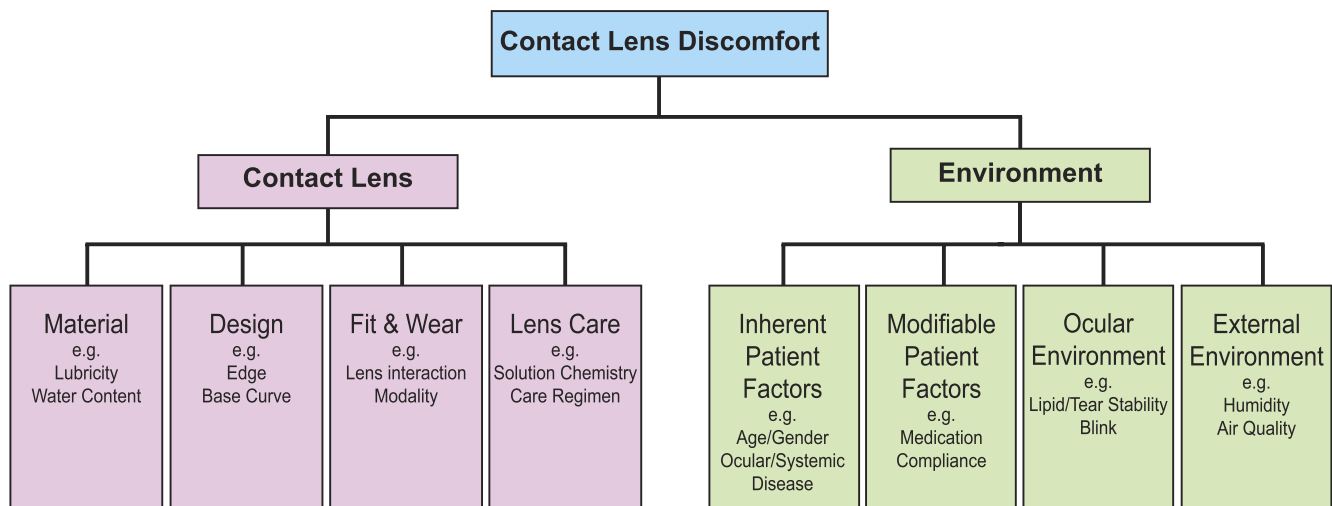 Contact Lens Discomfort
Contact Lens
Environment
Material
e.g.
Lubricity
Water Content
Design
e.g.
Edge
Base Curve
Fit & Wear
e.g.
Lens interaction
Modality
Lens Care
e.g.
Solution Chemistry
Care Regimen
Inherent
Patient
Factors
e.g.
Age/Gender
Ocular/Systemic
Disease
Modifiable
Patient
Factors
e.g.
Medication
Compliance
Ocular
Environment
e.g.
Lipid/Tear Stability
Blink
External
Environment
e.g.
Humidity
Air Quality